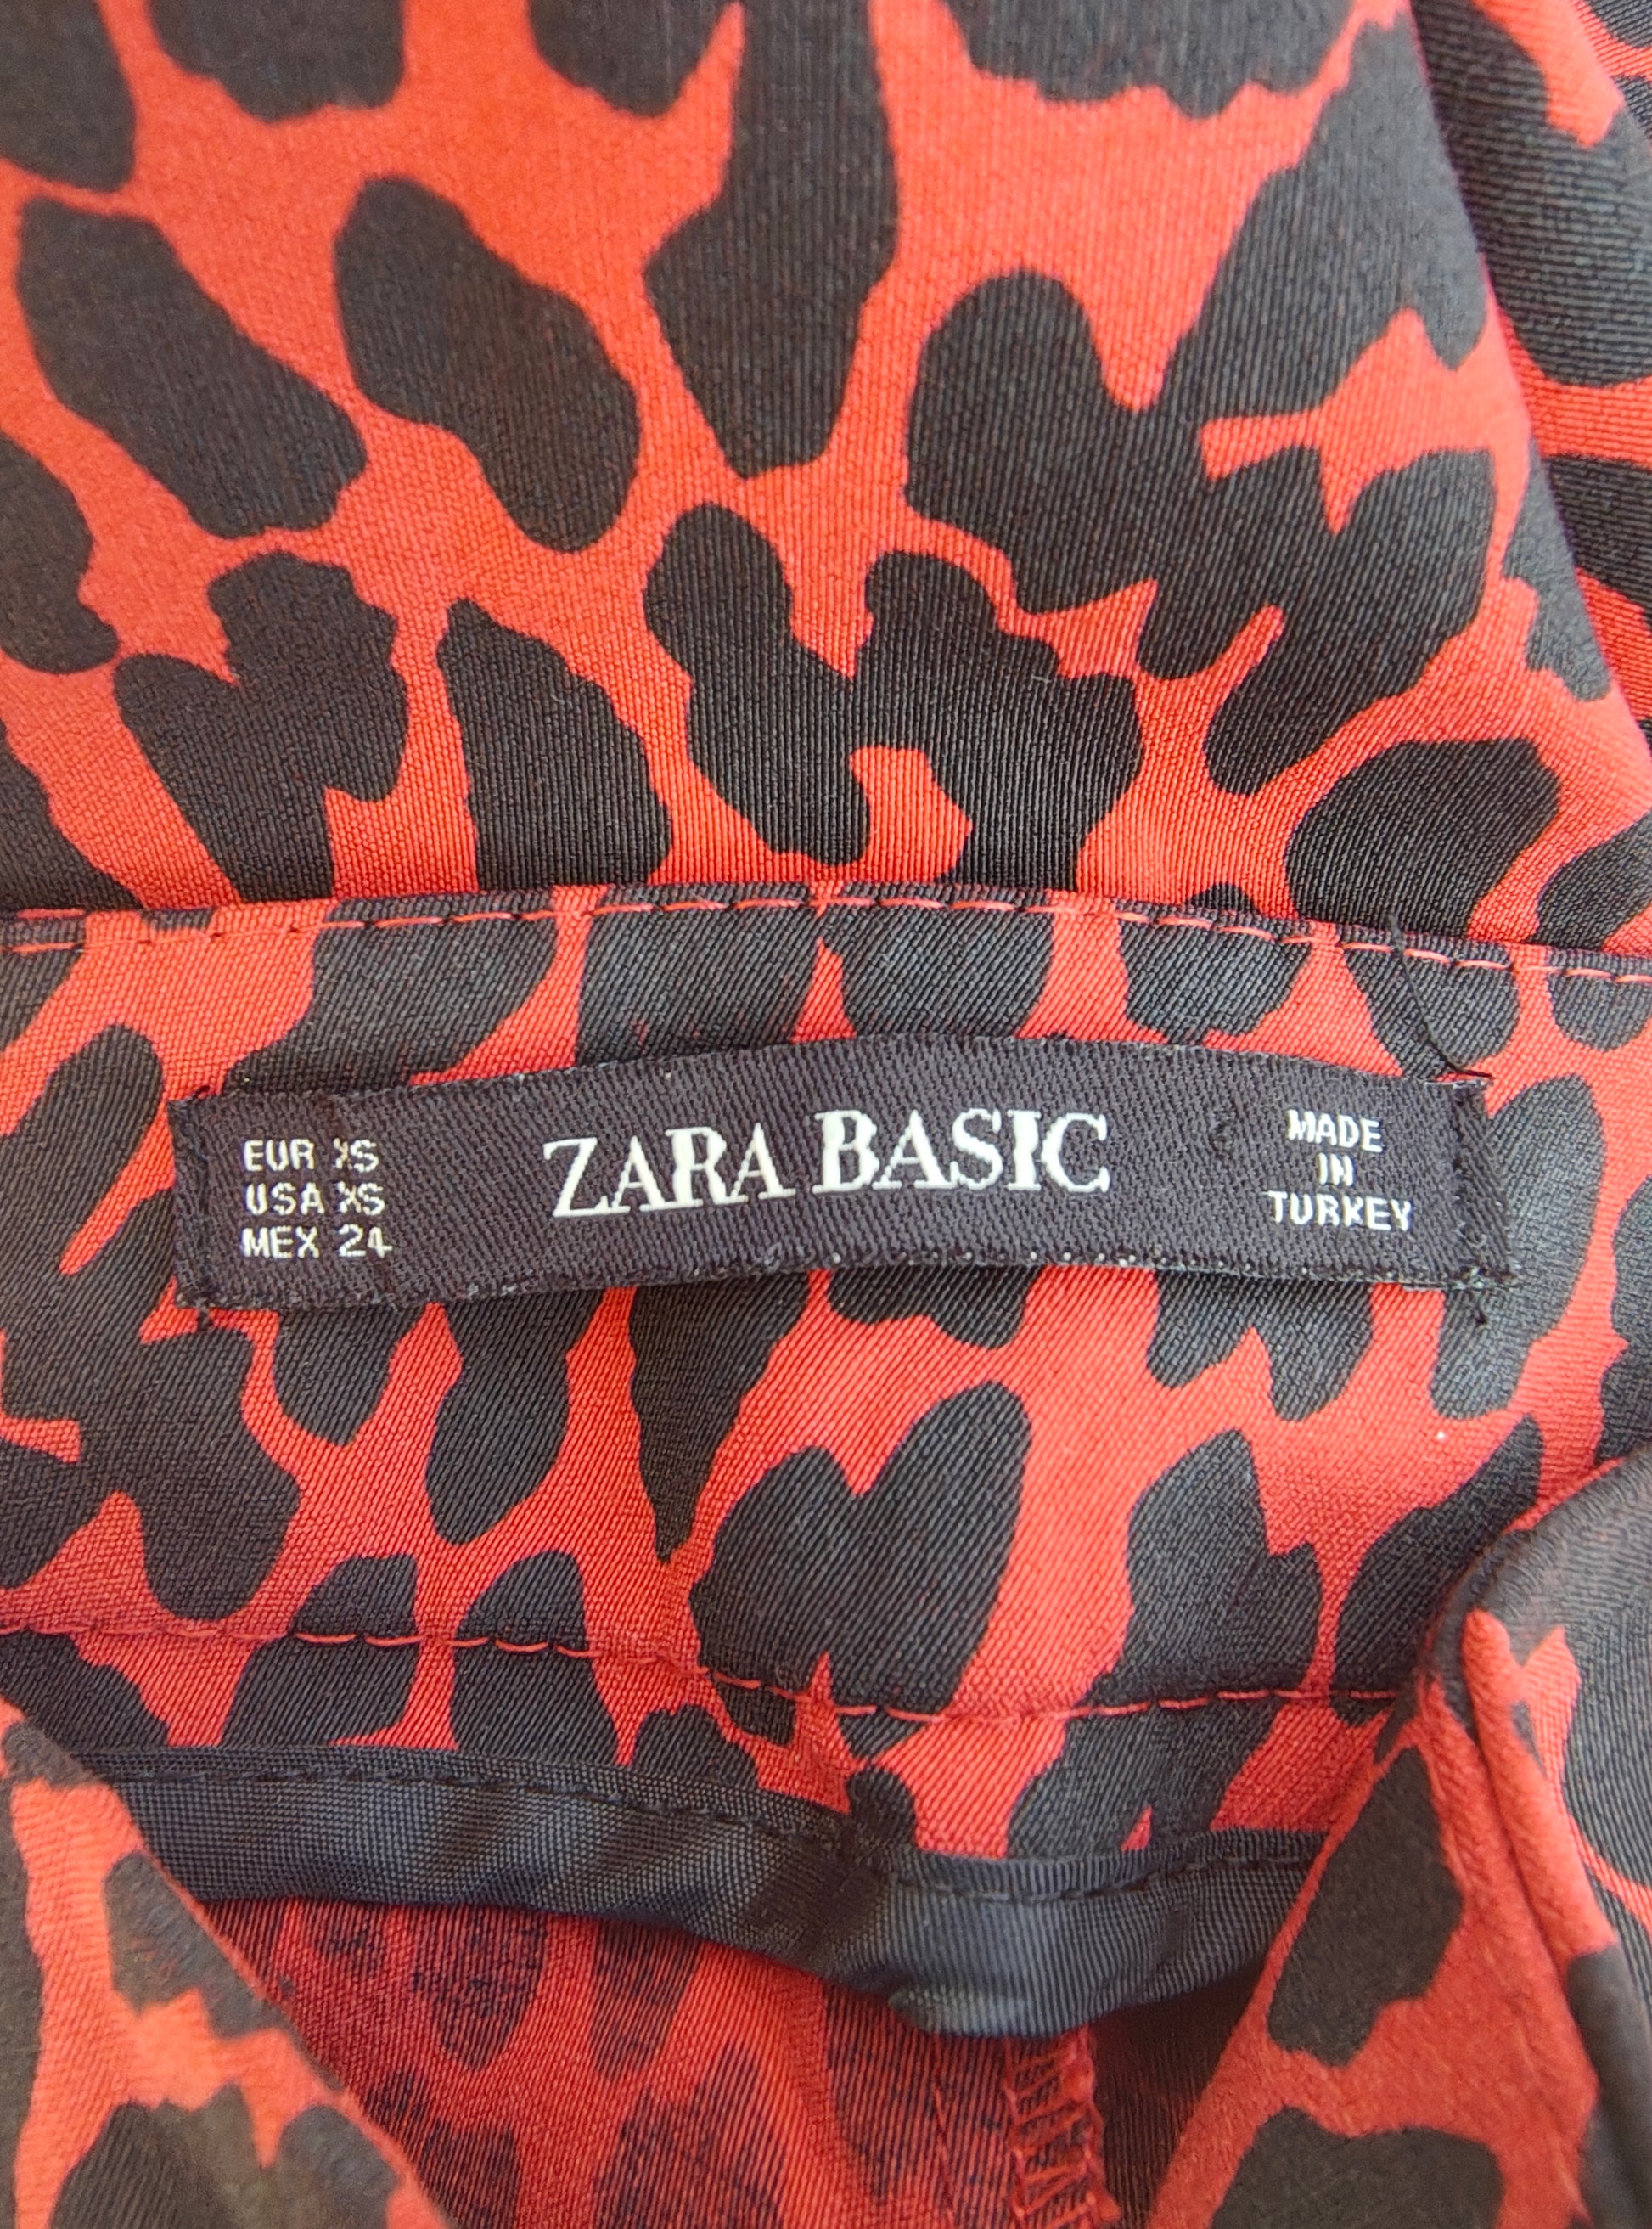 EUR XS
USA XS
MEX 24
ZARA BASIC
MADE
IN
TURKEY